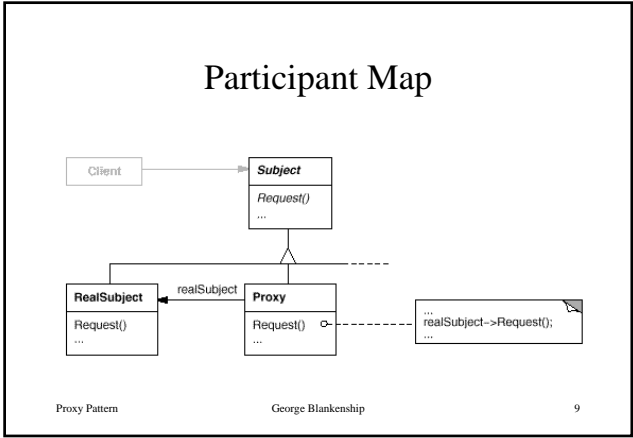 Participant Map
Client
Subject
Request()
...
realSubject
RealSubject
Request()
...
Proxy
Request()
...
...
realSubject->Request();
...
Proxy Pattern
George Blankenship
9